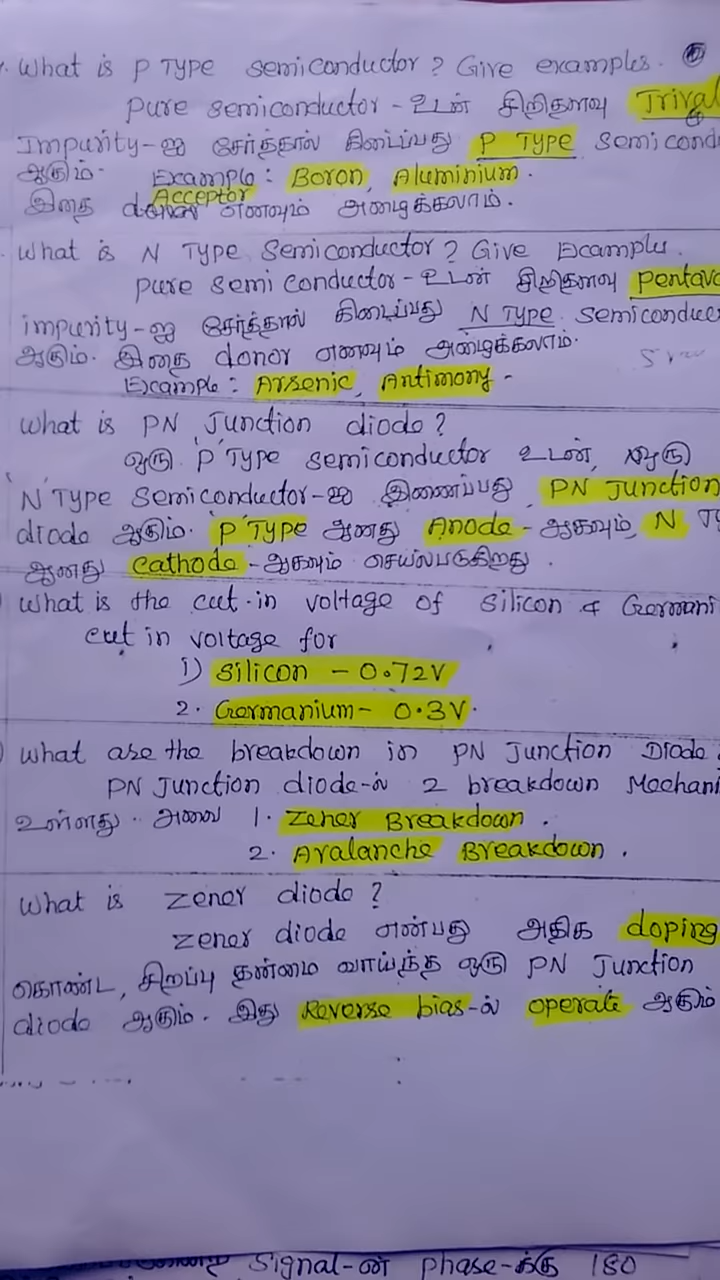 What is P Type semiconductor? Give examples.
pure semiconductor - உடன் சிறிதளவு Trival
Impurity-ஐ சேர்த்தால் கிடைப்பது P Type semicond
ஆகும். Example: Boron, Aluminium.
Acceptor
இதை donor எனவும் அழைக்கலாம்.
What is N Type semiconductor? Give Example.
pure semi conductor - உடன் சிறிதளவு pentava
impurity-ஐ சேர்த்தால் கிடைப்பது N Type semiconduc
ஆகும். இதை donor எனவும் அழைக்கலாம்.
Example: Arsenic, Antimony -
What is PN Junction diode?
ஒரு 'P' Type semiconductor உடன், ஒரு
'N' Type semiconductor-ஐ இணைப்பது PN Junction
diode ஆகும். 'P' Type ஆனது Anode - ஆகவும், N Ty
ஆனது cathode - ஆகவும் செயல்படுகிறது.
What is the cut-in voltage of silicon & Germani
cut in voltage for
1) Silicon - 0.72V
2. Germanium - 0.3V.
What are the breakdown in PN Junction Diode.
PN Junction diode-ல் 2 breakdown Mechani
உள்ளது. அவை 1. Zener Breakdown.
2. Avalanche Breakdown.
What is zener diode?
zener diode என்பது அதிக doping
கொண்ட, சிறப்பு தன்மை வாய்ந்த ஒரு PN Junction
diode ஆகும். இது Reverse bias-ல் operate ஆகும்
signal-ன் phase-க்கு 180